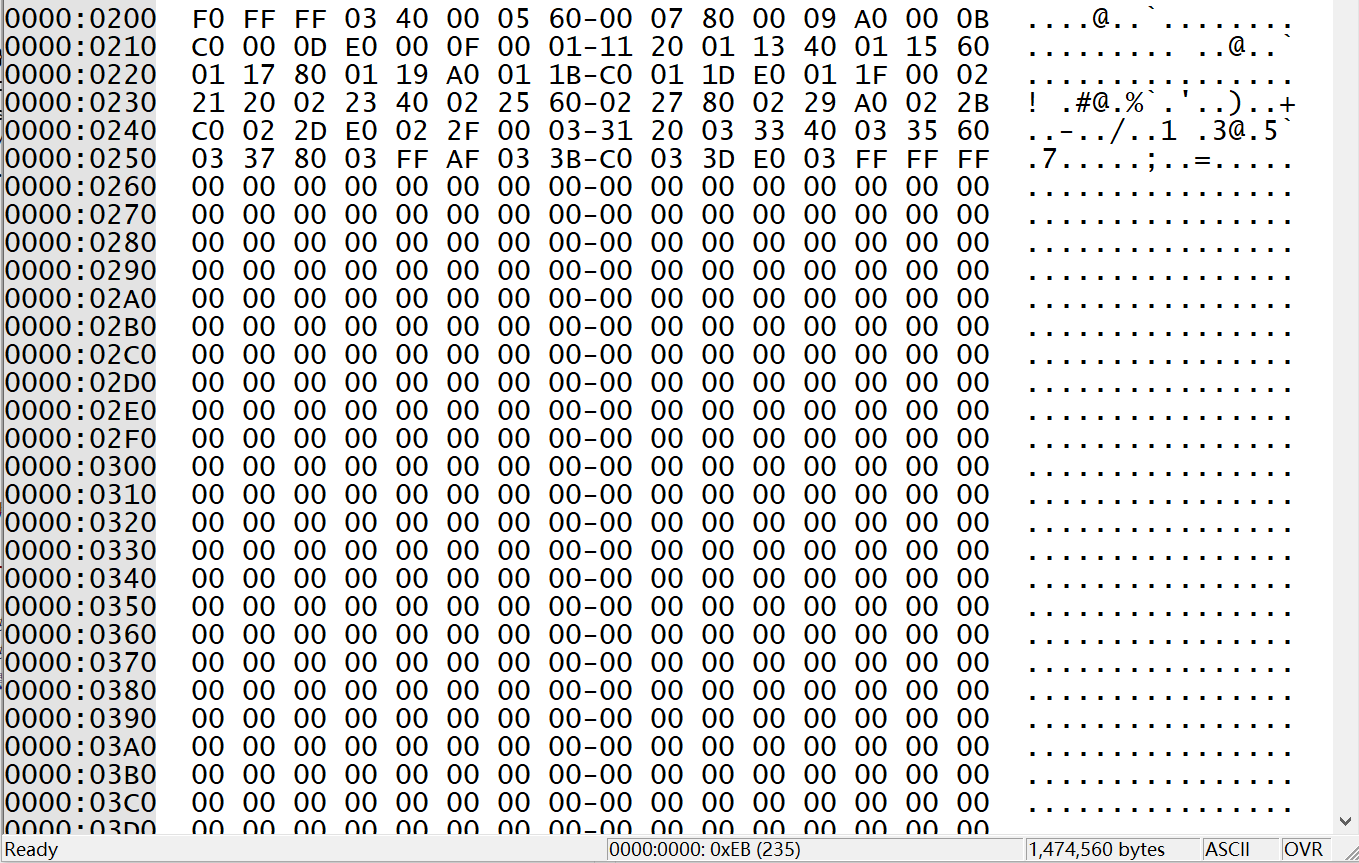 0000:0200 F0 FF FF 03 40 00 05 60-00 07 80 00 09 A0 00 0B ....@..`........
0000:0210 C0 00 0D E0 00 0F 00 01-11 20 01 13 40 01 15 60 ......... ..@..`
0000:0220 01 17 80 01 19 A0 01 1B-C0 01 1D E0 01 1F 00 02 ................
0000:0230 21 20 02 23 40 02 25 60-02 27 80 02 29 A0 02 2B ! .#@.%`.'..)..+
0000:0240 C0 02 2D E0 02 2F 00 03-31 20 03 33 40 03 35 60 ..-../..1 .3@.5`
0000:0250 03 37 80 03 FF AF 03 3B-C0 03 3D E0 03 FF FF FF .7.....;..=.....
0000:0260 00 00 00 00 00 00 00 00-00 00 00 00 00 00 00 00 ................
0000:0270 00 00 00 00 00 00 00 00-00 00 00 00 00 00 00 00 ................
0000:0280 00 00 00 00 00 00 00 00-00 00 00 00 00 00 00 00 ................
0000:0290 00 00 00 00 00 00 00 00-00 00 00 00 00 00 00 00 ................
0000:02A0 00 00 00 00 00 00 00 00-00 00 00 00 00 00 00 00 ................
0000:02B0 00 00 00 00 00 00 00 00-00 00 00 00 00 00 00 00 ................
0000:02C0 00 00 00 00 00 00 00 00-00 00 00 00 00 00 00 00 ................
0000:02D0 00 00 00 00 00 00 00 00-00 00 00 00 00 00 00 00 ................
0000:02E0 00 00 00 00 00 00 00 00-00 00 00 00 00 00 00 00 ................
0000:02F0 00 00 00 00 00 00 00 00-00 00 00 00 00 00 00 00 ................
0000:0300 00 00 00 00 00 00 00 00-00 00 00 00 00 00 00 00 ................
0000:0310 00 00 00 00 00 00 00 00-00 00 00 00 00 00 00 00 ................
0000:0320 00 00 00 00 00 00 00 00-00 00 00 00 00 00 00 00 ................
0000:0330 00 00 00 00 00 00 00 00-00 00 00 00 00 00 00 00 ................
0000:0340 00 00 00 00 00 00 00 00-00 00 00 00 00 00 00 00 ................
0000:0350 00 00 00 00 00 00 00 00-00 00 00 00 00 00 00 00 ................
0000:0360 00 00 00 00 00 00 00 00-00 00 00 00 00 00 00 00 ................
0000:0370 00 00 00 00 00 00 00 00-00 00 00 00 00 00 00 00 ................
0000:0380 00 00 00 00 00 00 00 00-00 00 00 00 00 00 00 00 ................
0000:0390 00 00 00 00 00 00 00 00-00 00 00 00 00 00 00 00 ................
0000:03A0 00 00 00 00 00 00 00 00-00 00 00 00 00 00 00 00 ................
0000:03B0 00 00 00 00 00 00 00 00-00 00 00 00 00 00 00 00 ................
0000:03C0 00 00 00 00 00 00 00 00-00 00 00 00 00 00 00 00 ................
0000:03D0 00 00 00 00 00 00 00 00-00 00 00 00 00 00 00 00
Ready 0000:0000: 0xEB (235) 1,474,560 bytes ASCII OVR